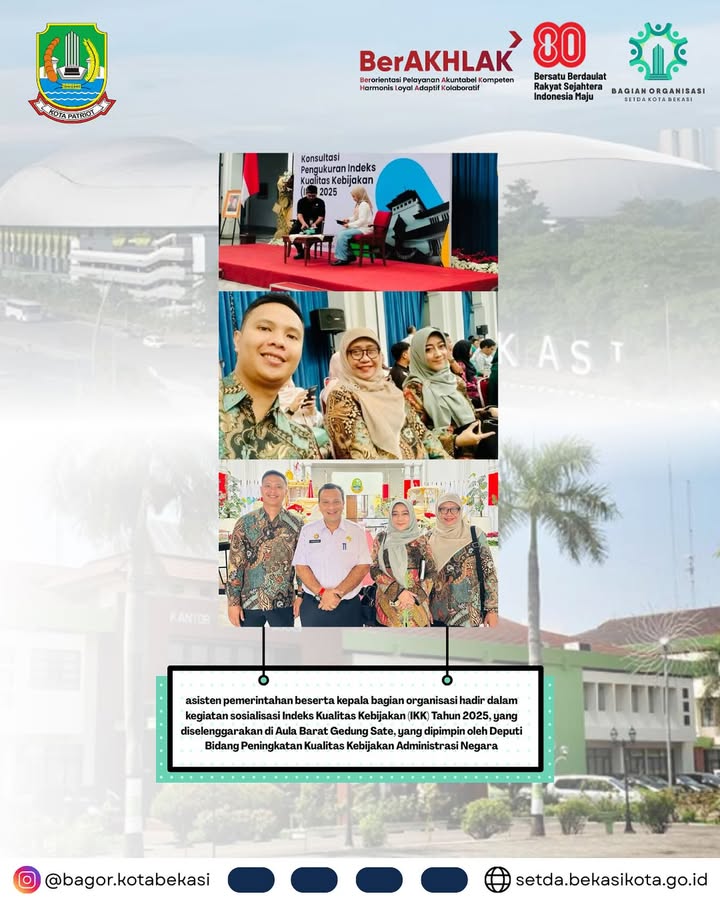 KOTA PATRIOT
BerAKHLAK
Berorientasi Pelayanan Akuntabel Kompeten
Harmonis Loyal Adaptif Kolaboratif
80
Bersatu Berdaulat
Rakyat Sejahtera
Indonesia Maju
BAGIAN ORGANISASI
SETDA KOTA BEKASI
Konsultasi
Pengukuran Indeks
Kualitas Kebijakan
2025
KANTOR
asisten pemerintahan beserta kepala bagian organisasi hadir dalam
kegiatan sosialisasi Indeks Kualitas Kebijakan (IKK) Tahun 2025, yang
diselenggarakan di Aula Barat Gedung Sate, yang dipimpin oleh Deputi
Bidang Peningkatan Kualitas Kebijakan Administrasi Negara
@bagor.kotabekasi
setda.bekasikota.go.id